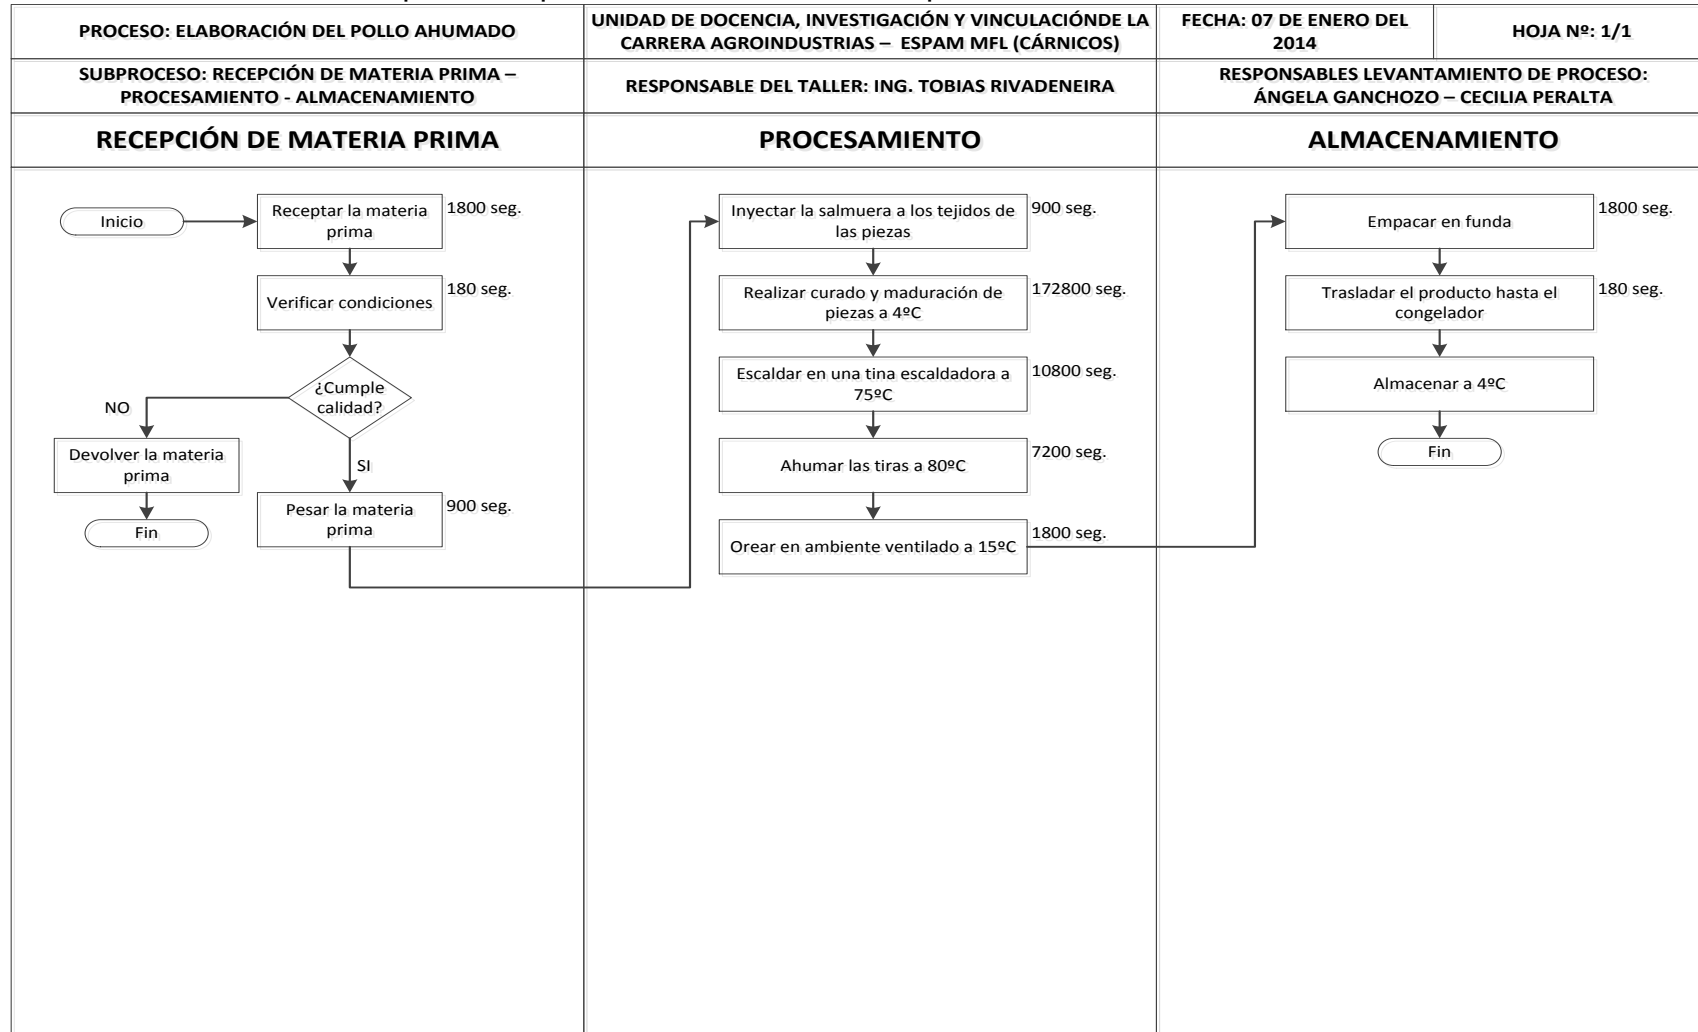 PROCESO: ELABORACIÓN DEL POLLO AHUMADO
UNIDAD DE DOCENCIA, INVESTIGACIÓN Y VINCULACIÓNDE LA
CARRERA AGROINDUSTRIAS – ESPAM MFL (CÁRNICOS)
FECHA: 07 DE ENERO DEL
2014
HOJA Nº: 1/1
SUBPROCESO: RECEPCIÓN DE MATERIA PRIMA –
PROCESAMIENTO - ALMACENAMIENTO
RESPONSABLE DEL TALLER: ING. TOBIAS RIVADENEIRA
RESPONSABLES LEVANTAMIENTO DE PROCESO:
ÁNGELA GANCHOZO – CECILIA PERALTA
RECEPCIÓN DE MATERIA PRIMA
PROCESAMIENTO
ALMACENAMIENTO
Inicio
Receptar la materia
prima
1800 seg.
Verificar condiciones
180 seg.
¿Cumple
calidad?
NO
Devolver la materia
prima
Fin
SI
Pesar la materia
prima
900 seg.
Inyectar la salmuera a los tejidos de
las piezas
900 seg.
Realizar curado y maduración de
piezas a 4ºC
172800 seg.
Escaldar en una tina escaldadora a
75ºC
10800 seg.
Ahumar las tiras a 80ºC
7200 seg.
Orear en ambiente ventilado a 15ºC
1800 seg.
Empacar en funda
1800 seg.
Trasladar el producto hasta el
congelador
180 seg.
Almacenar a 4ºC
Fin